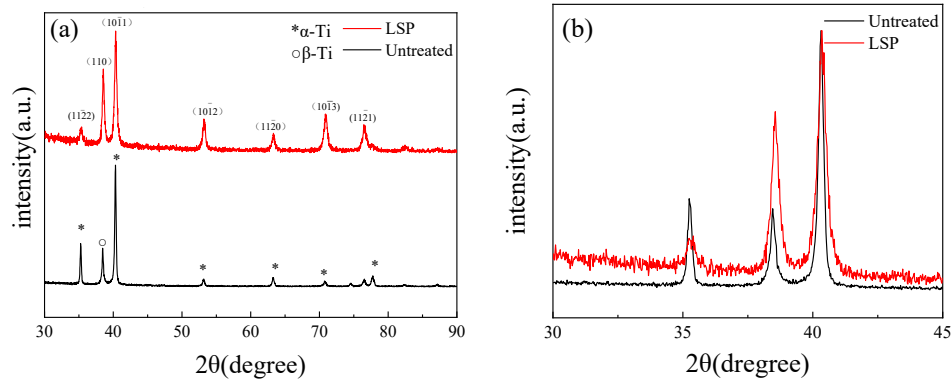 (a)
*α-Ti
○β-Ti
LSP
Untreated
(112̄2)
(110)
(101̄1)
(101̄2)
(112̄0)
(101̄3)
(112̄1)
*
○
*
*
*
*
*
intensity(a.u.)
30 40 50 60 70 80 90
2θ(degree)
(b)
Untreated
LSP
intensity(a.u.)
30 35 40 45
2θ(dregree)